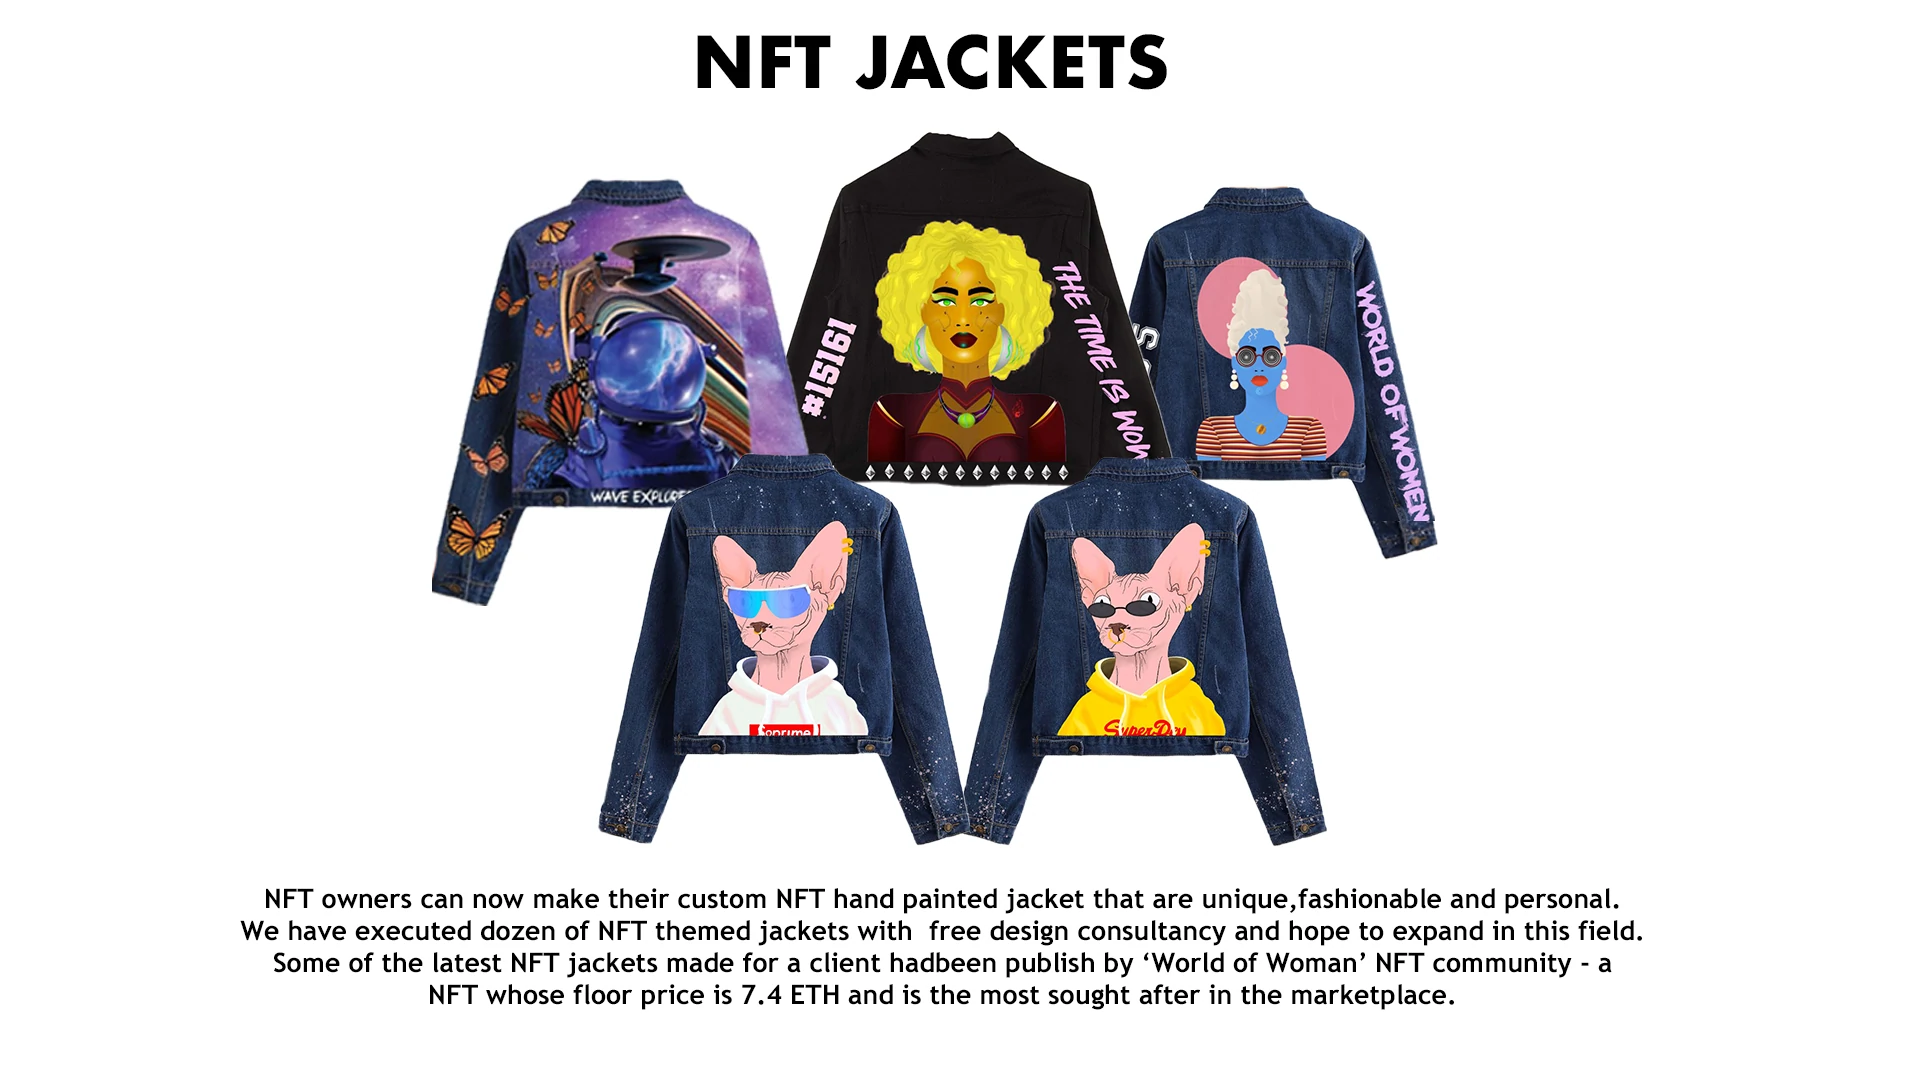 NFT JACKETS
#15161
THE TIME IS
WORLD OF WOMEN
WAVE EXPLORE
Supreme
SuperDry
NFT owners can now make their custom NFT hand painted jacket that are unique,fashionable and personal.
We have executed dozen of NFT themed jackets with  free design consultancy and hope to expand in this field.
Some of the latest NFT jackets made for a client hadbeen publish by ‘World of Woman’ NFT community - a
NFT whose floor price is 7.4 ETH and is the most sought after in the marketplace.